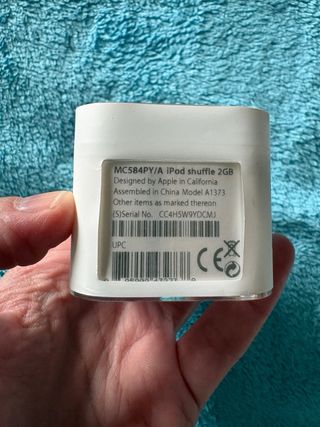 MC584PY/A iPod shuffle 2GB
Designed by Apple in California
Assembled in China Model A1373
Other items as marked thereon
(S)Serial No. CC4H5W9YDCMJ
UPC
CE